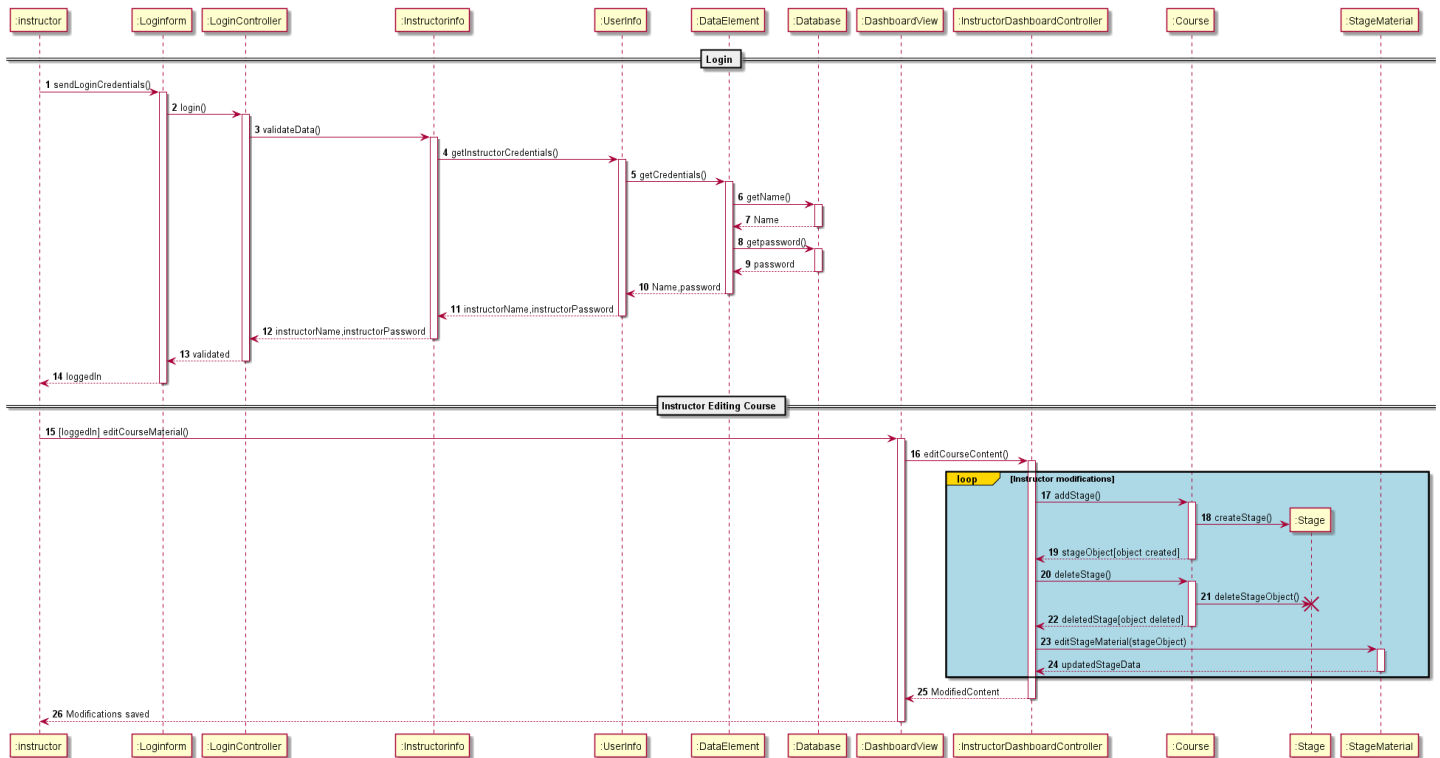 :instructor :Loginform :LoginController :Instructorinfo :UserInfo :DataElement :Database :DashboardView :InstructorDashboardController :Course :StageMaterial
Login
1 sendLoginCredentials()
2 login()
3 validateData()
4 getInstructorCredentials()
5 getCredentials()
6 getName()
7 Name
8 getpassword()
9 password
10 Name,password
11 instructorName,instructorPassword
12 instructorName,instructorPassword
13 validated
14 loggedIn
Instructor Editing Course
15 [loggedIn] editCourseMaterial()
16 editCourseContent()
loop [Instructor modifications]
17 addStage()
18 createStage() :Stage
19 stageObject[object created]
20 deleteStage()
21 deleteStageObject()
22 deletedStage[object deleted]
23 editStageMaterial(stageObject)
24 updatedStageData
25 ModifiedContent
26 Modifications saved
:instructor :Loginform :LoginController :Instructorinfo :UserInfo :DataElement :Database :DashboardView :InstructorDashboardController :Course :Stage :StageMaterial